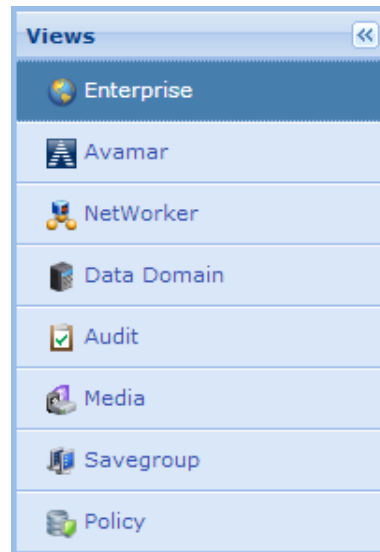 Views
Enterprise
Avamar
NetWorker
Data Domain
Audit
Media
Savegroup
Policy